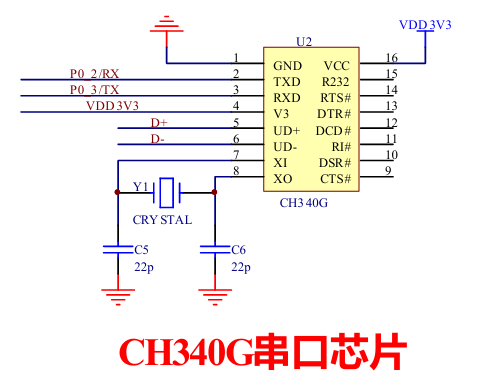 VDD3V3
U2
1 GND VCC 16
P0_2/RX 2 TXD R232 15
P0_3/TX 3 RXD RTS# 14
VDD3V3 4 V3 DTR# 13
D+ 5 UD+ DCD# 12
D- 6 UD- RI# 11
7 XI DSR# 10
8 XO CTS# 9
Y1
CH340G
CRYSTAL
C5 C6
22p 22p
CH340G串口芯片